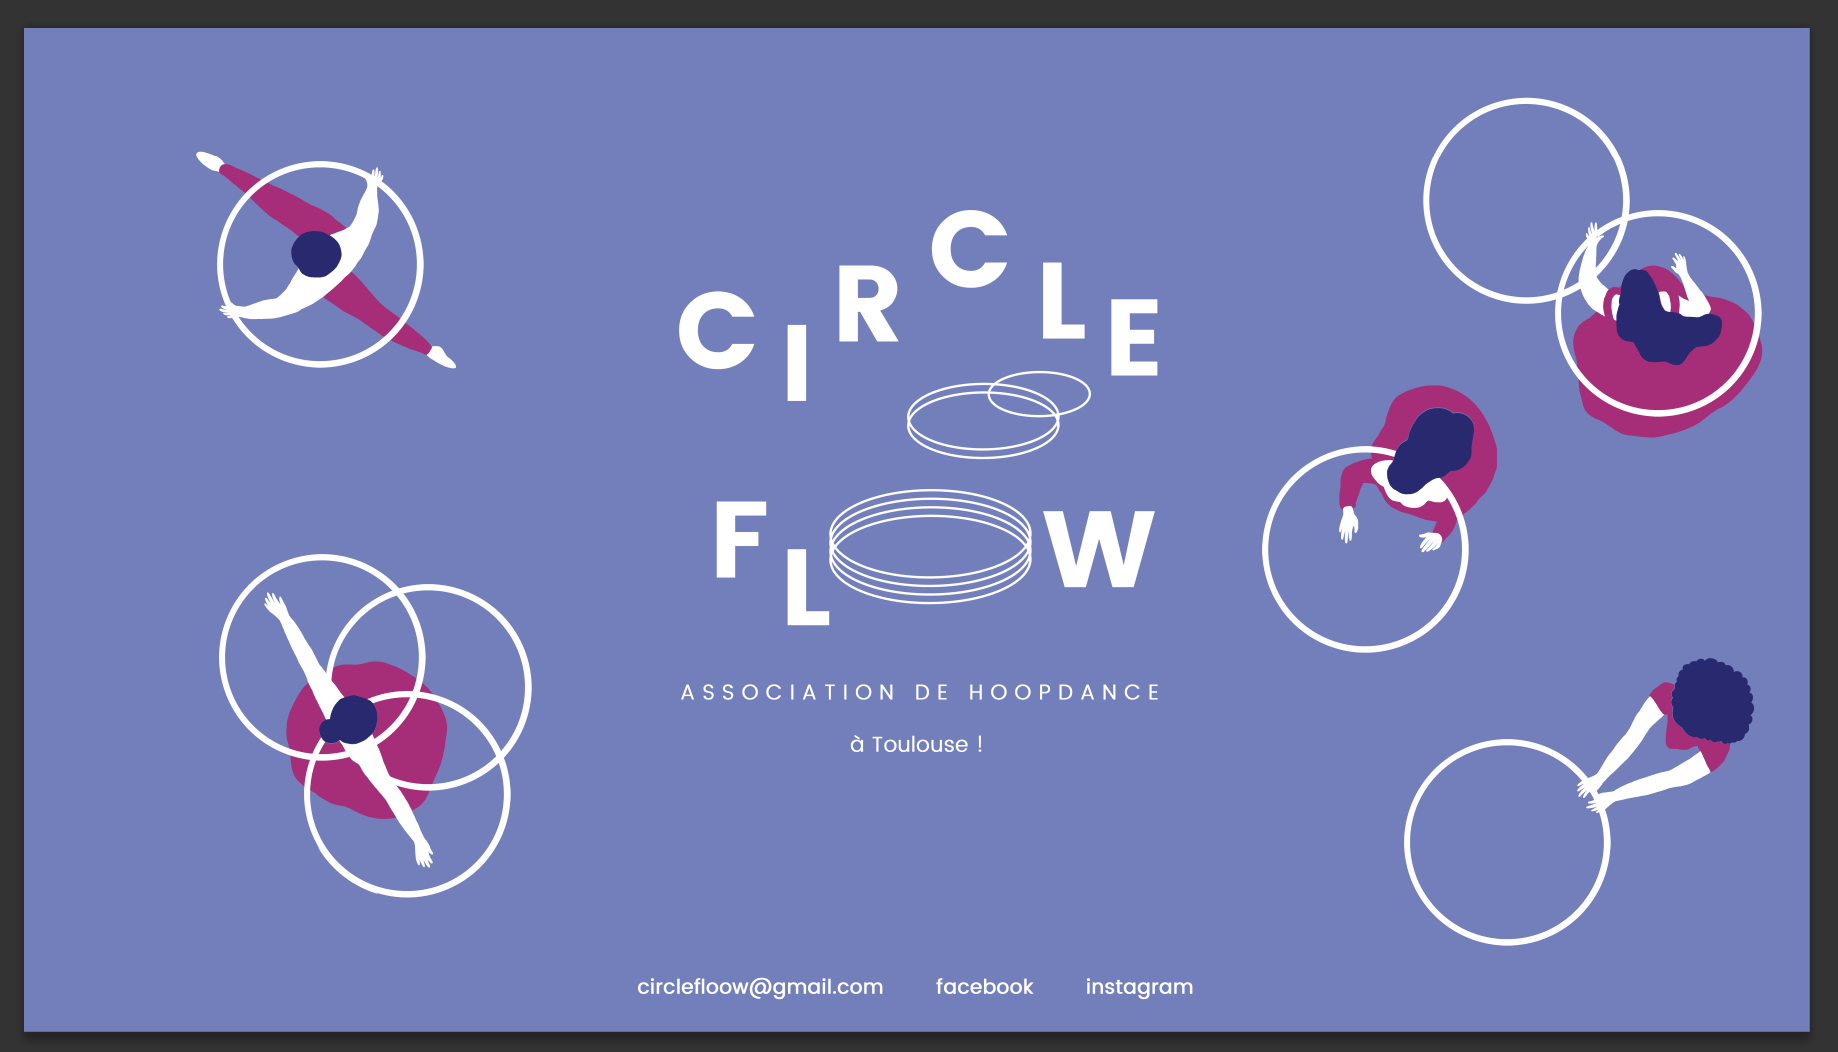 CIRCLE
FLOW
ASSOCIATION DE HOOPDANCE
à Toulouse !
circlefloow@gmail.com facebook instagram